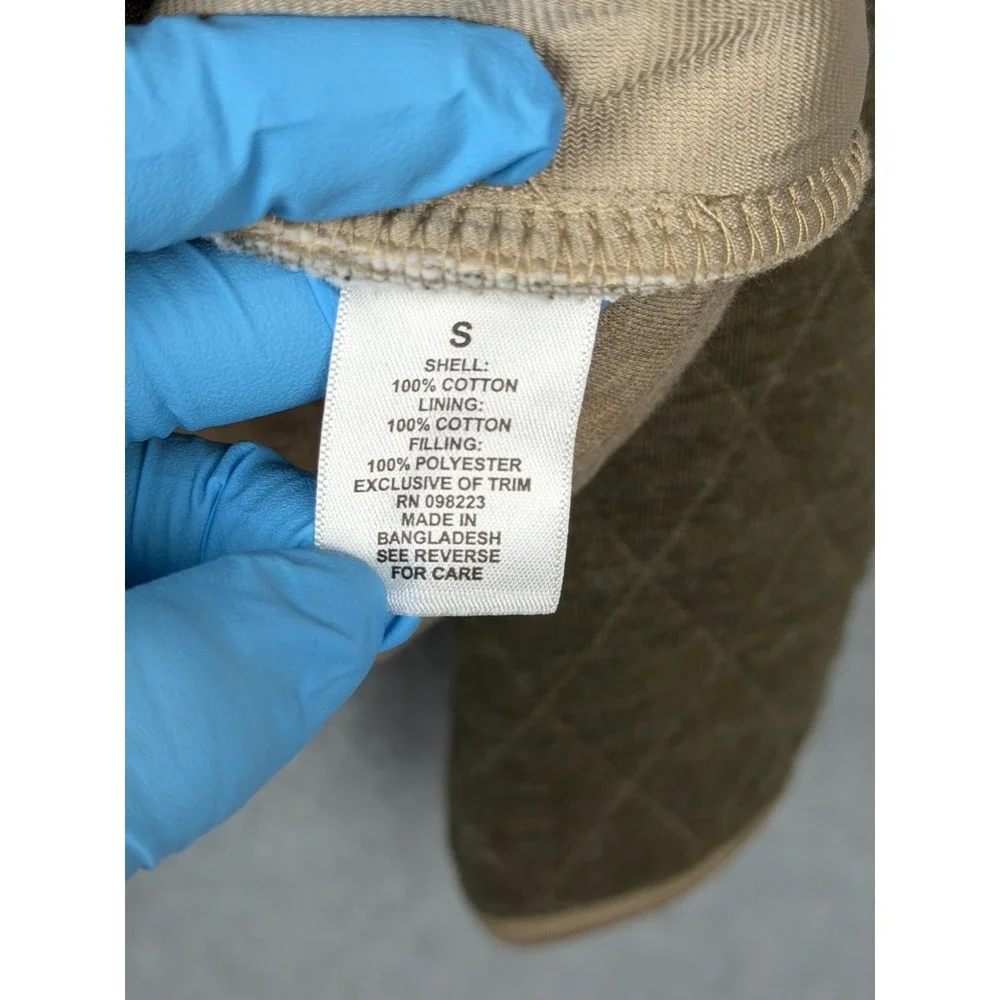 S
SHELL:
100% COTTON
LINING:
100% COTTON
FILLING:
100% POLYESTER
EXCLUSIVE OF TRIM
RN 098223
MADE IN
BANGLADESH
SEE REVERSE
FOR CARE